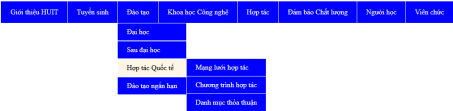 Giới thiệu HUIT Tuyển sinh Đào tạo Khoa học Công nghệ Hợp tác Đảm bảo Chất lượng Người học Viên chức
Đại học
Sau đại học
Hợp tác Quốc tế Mạng lưới hợp tác
Đào tạo ngắn hạn Chương trình hợp tác
Danh mục thỏa thuận